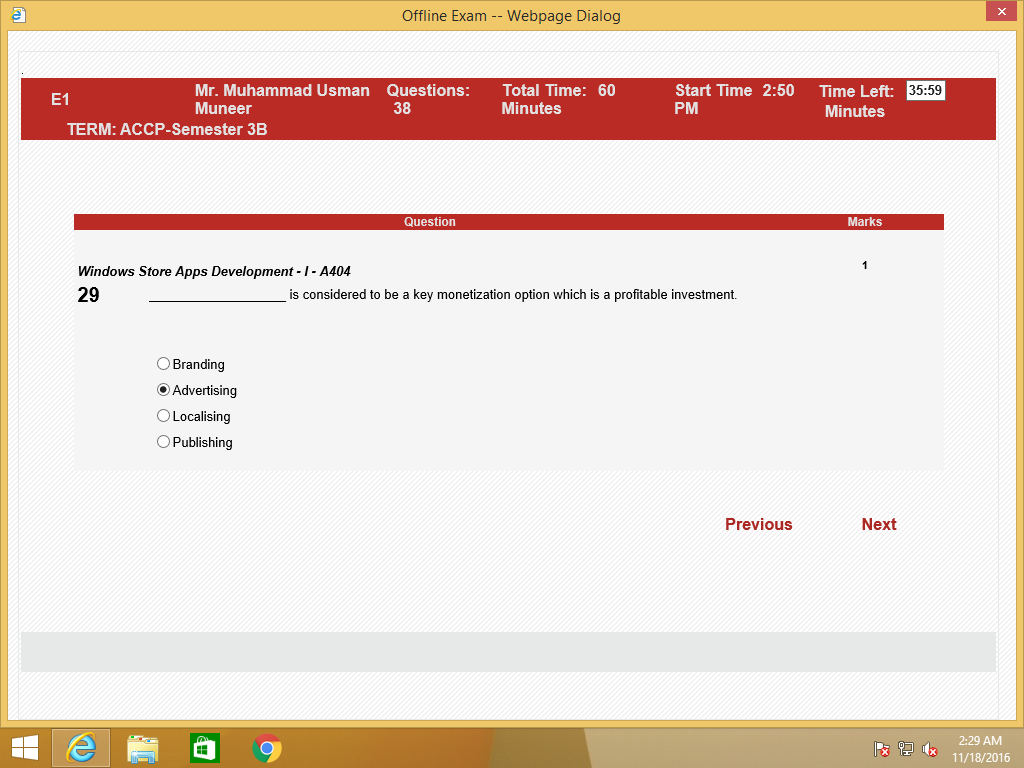 Offline Exam -- Webpage Dialog
.
E1
Mr. Muhammad Usman Muneer
Questions: 38
Total Time: 60 Minutes
Start Time 2:50 PM
Time Left: 35:59 Minutes
TERM: ACCP-Semester 3B
Question Marks
Windows Store Apps Development - I - A404 1
29 ___________________ is considered to be a key monetization option which is a profitable investment.
Branding
Advertising
Localising
Publishing
Previous Next
2:29 AM
11/18/2016